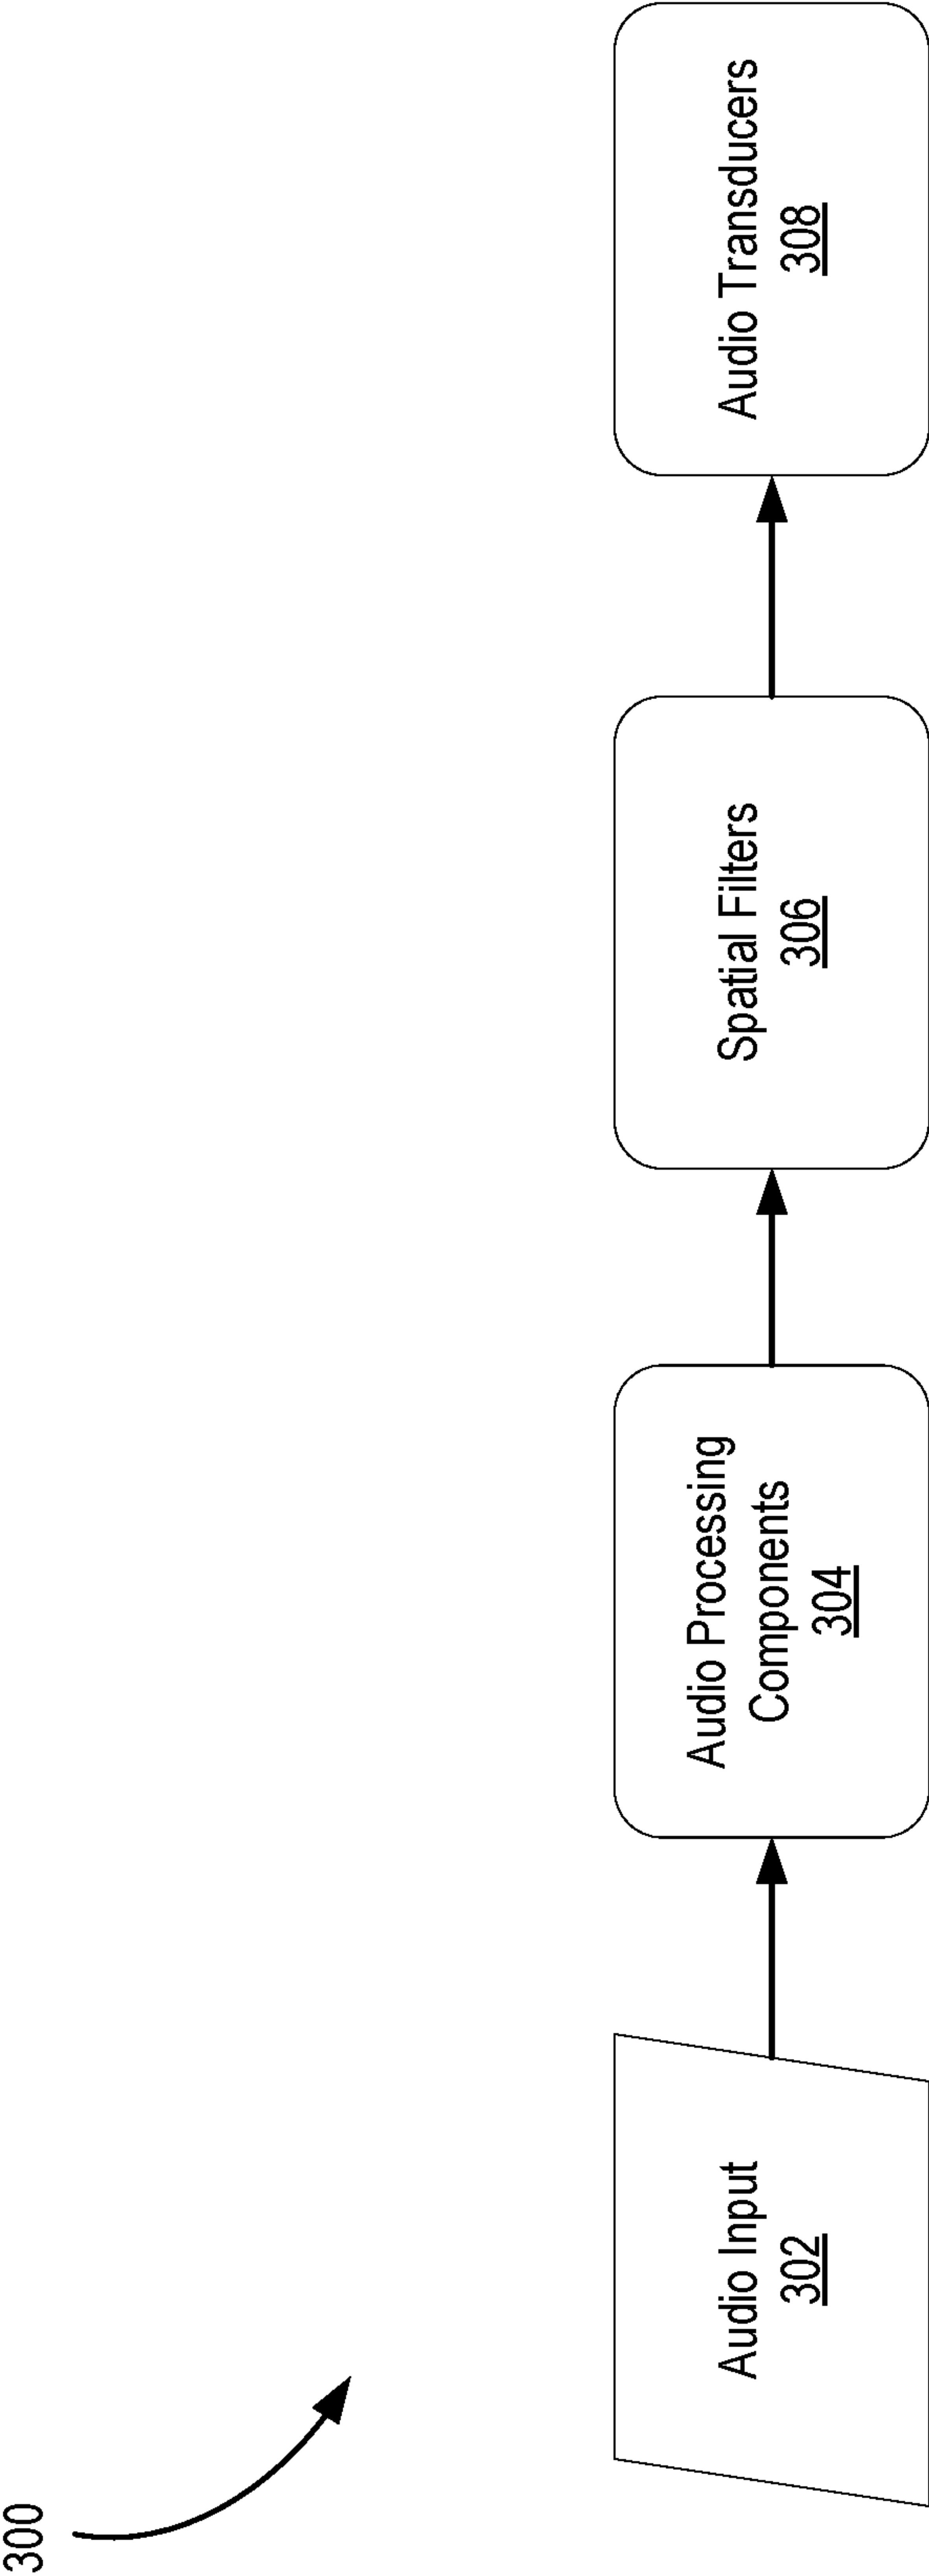 300
Audio Input
302
Audio Processing
Components
304
Spatial Filters
306
Audio Transducers
308